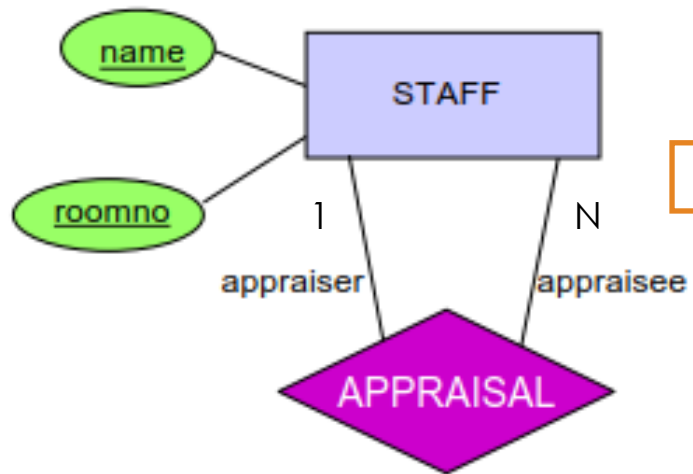 name
STAFF
roomno
1
N
appraiser
appraisee
APPRAISAL